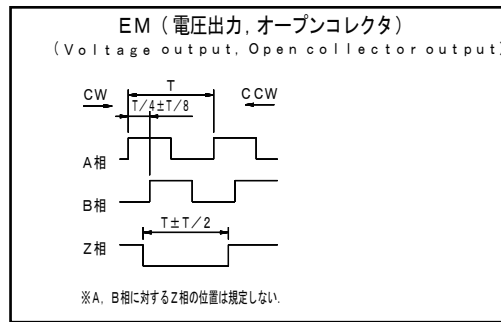 EM（電圧出力,オープンコレクタ）
(Voltage output,Open collector output)
T
CW
CCW
T/4±T/8
A相
B相
T±T/2
Z相
※A, B相に対するZ相の位置は規定しない.